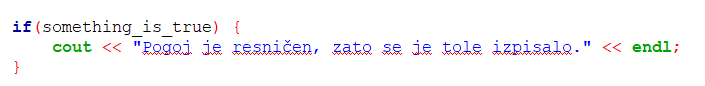 if(something_is_true) {
    cout << "Pogoj je resničen, zato se je tole izpisalo." << endl;
}